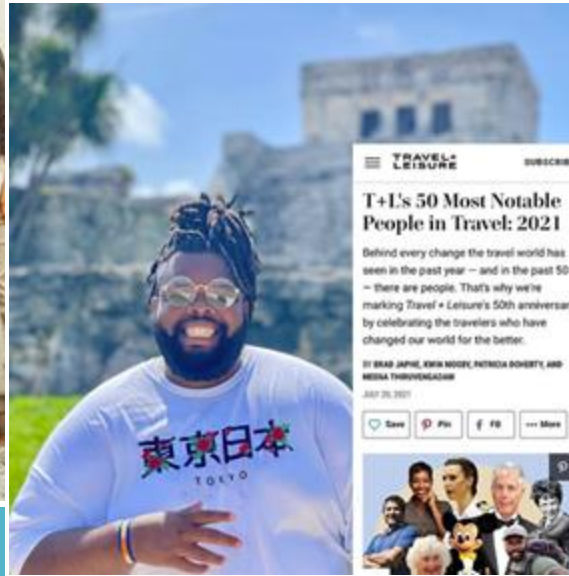 TRAVEL+
LEISURE
SUBSCRIBE
T+L's 50 Most Notable
People in Travel: 2021
Behind every change the travel world has
seen in the past year — and in the past 50
— there are people. That's why we're
marking Travel + Leisure's 50th anniversar
by celebrating the travelers who have
changed our world for the better.
BY BRAD JAPHE, KWIN MOSBY, PATRICIA DOHERTY, AND
MEENA THIRUVENGADAM
JULY 20, 2021
Save
Pin
FB
More
東京日本
TOKYO